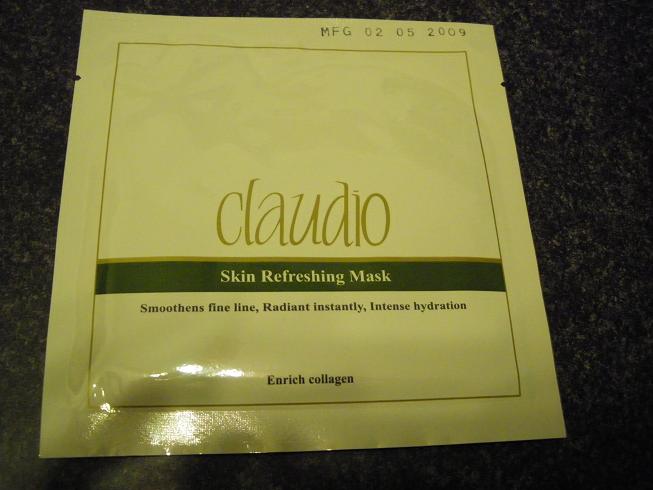 MFG 02 05 2009
claudio
Skin Refreshing Mask
Smoothens fine line, Radiant instantly, Intense hydration
Enrich collagen